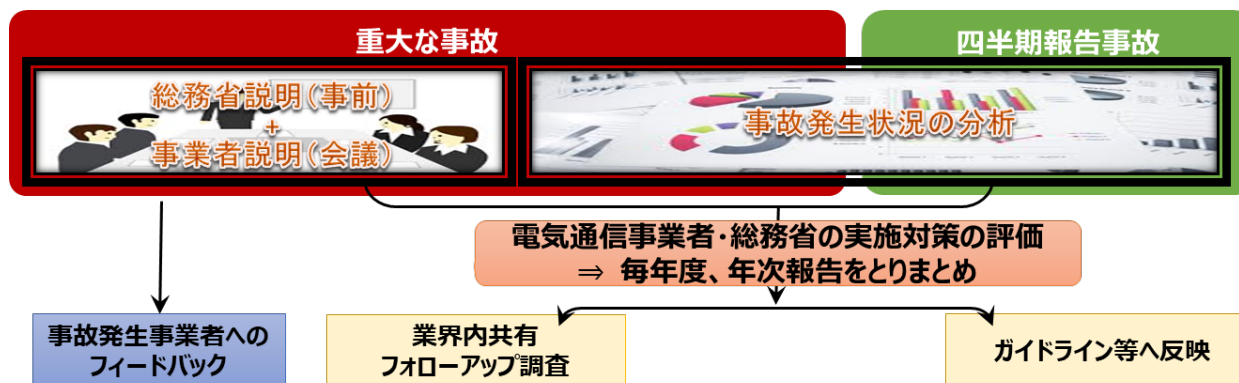 重大な事故
四半期報告事故
総務省説明(事前)
+
事業者説明(会議)
事故発生状況の分析
電気通信事業者・総務省の実施対策の評価
⇒ 毎年度、年次報告をとりまとめ
事故発生事業者への
フィードバック
業界内共有
フォローアップ調査
ガイドライン等へ反映